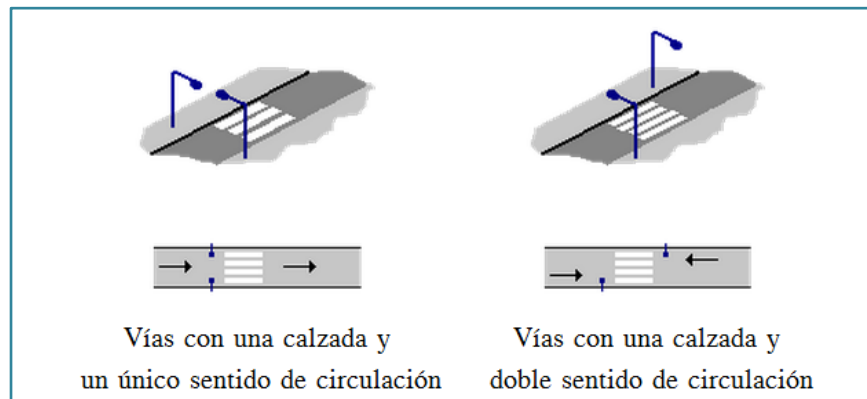 Vías con una calzada y
un único sentido de circulación
Vías con una calzada y
doble sentido de circulación